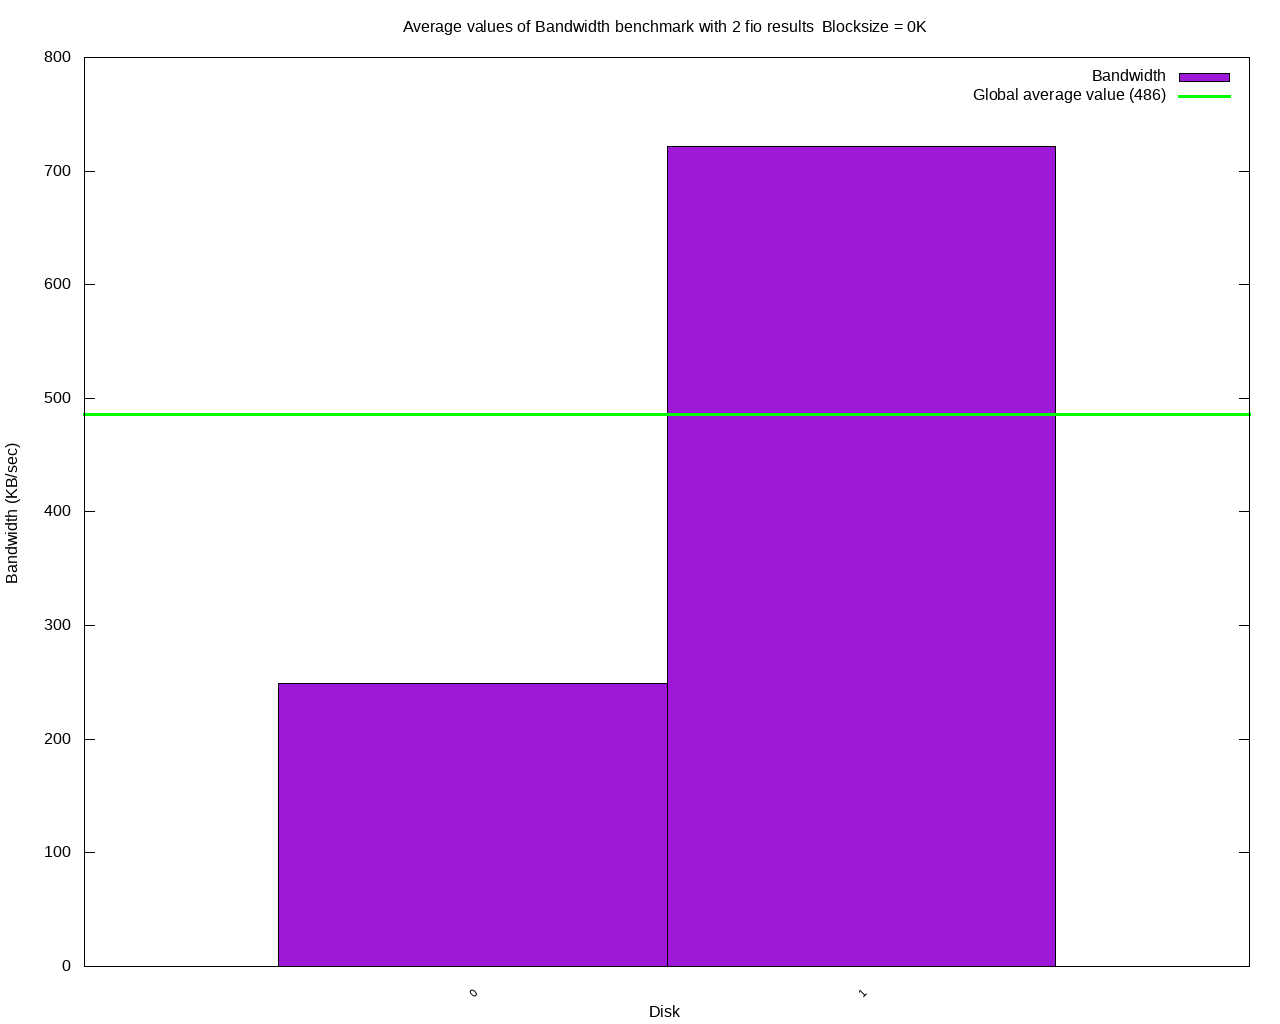 Average values of Bandwidth benchmark with 2 fio results  Blocksize = 0K
Bandwidth
Global average value (486)
800
700
600
500
400
300
200
100
0
Bandwidth (KB/sec)
0
1
Disk